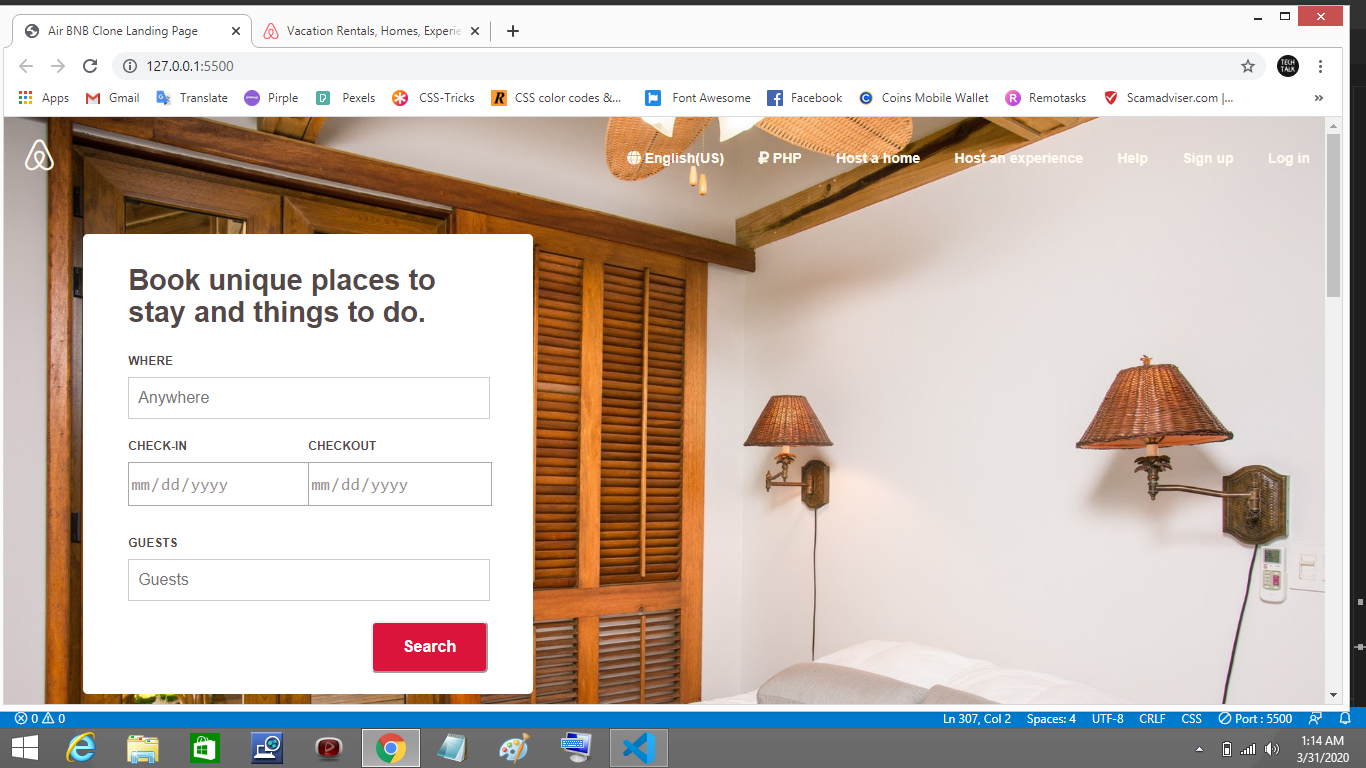 Air BNB Clone Landing Page
Vacation Rentals, Homes, Experie
127.0.0.1:5500
TECH TALK
Apps Gmail Translate Pirple Pexels CSS-Tricks CSS color codes &... Font Awesome Facebook Coins Mobile Wallet Remotasks Scamadviser.com |... »
English(US) PHP Host a home Host an experience Help Sign up Log in
Book unique places to
stay and things to do.
WHERE
Anywhere
CHECK-IN CHECKOUT
mm/dd/yyyy mm/dd/yyyy
GUESTS
Guests
Search
0 0 Ln 307, Col 2 Spaces: 4 UTF-8 CRLF CSS Port : 5500
1:14 AM
3/31/2020